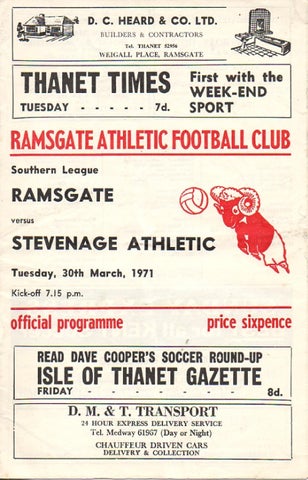 D. C. HEARD & CO. LTD.
BUILDERS & CONTRACTORS
Tel. THANET 52956
WEIGALL PLACE, RAMSGATE
THANET TIMES
TUESDAY - - - - - 7d.
First with the
WEEK-END
SPORT
RAMSGATE ATHLETIC FOOTBALL CLUB
Southern League
RAMSGATE
versus
STEVENAGE ATHLETIC
Tuesday, 30th March, 1971
Kick-off 7.15 p.m.
official programme
price sixpence
READ DAVE COOPER'S SOCCER ROUND-UP
ISLE OF THANET GAZETTE
FRIDAY - - - - - 8d.
D. M. & T. TRANSPORT
24 HOUR EXPRESS DELIVERY SERVICE
Tel. Medway 61967 (Day or Night)
CHAUFFEUR DRIVEN CARS
DELIVERY & COLLECTION